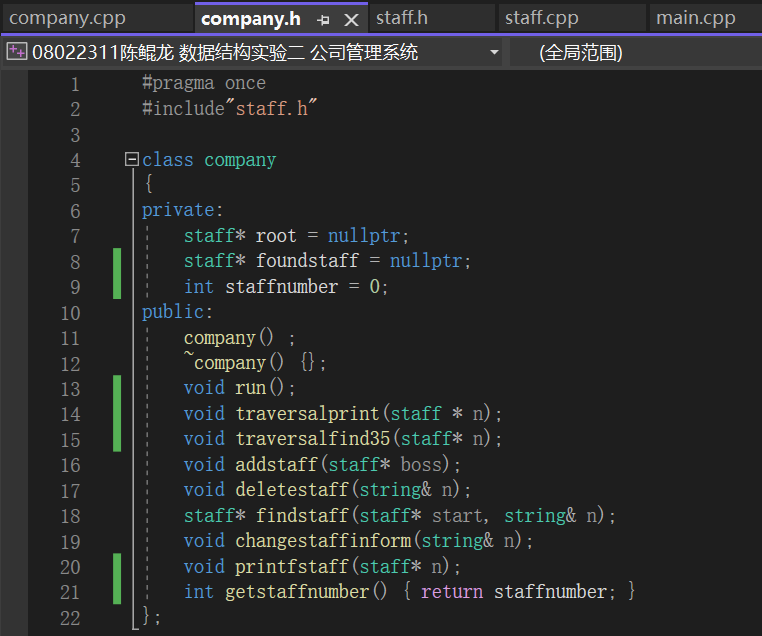 company.cpp company.h staff.h staff.cpp main.cpp
08022311陈鲲龙 数据结构实验二 公司管理系统 (全局范围)
1 #pragma once
2 #include"staff.h"
3
4 class company
5 {
6 private:
7 staff* root = nullptr;
8 staff* foundstaff = nullptr;
9 int staffnumber = 0;
10 public:
11 company() ;
12 ~company() {};
13 void run();
14 void traversalprint(staff * n);
15 void traversalfind35(staff* n);
16 void addstaff(staff* boss);
17 void deletestaff(string& n);
18 staff* findstaff(staff* start, string& n);
19 void changestaffinform(string& n);
20 void printfstaff(staff* n);
21 int getstaffnumber() { return staffnumber; }
22 };